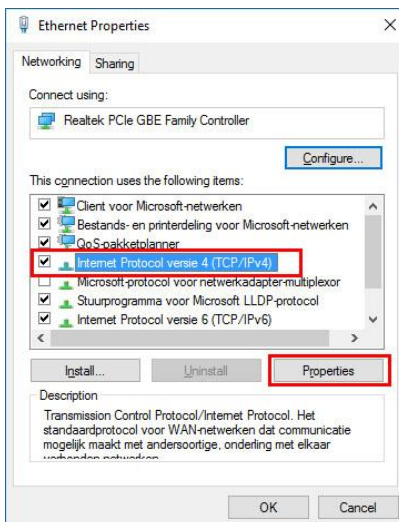 Ethernet Properties
Networking
Sharing
Connect using:
Realtek PCIe GBE Family Controller
Configure...
This connection uses the following items:
Client voor Microsoft-netwerken
Bestands- en printerdeling voor Microsoft-netwerken
QoS-pakketplanner
Internet Protocol versie 4 (TCP/IPv4)
Microsoft-protocol voor netwerkadapter-multiplexor
Stuurprogramma voor Microsoft LLDP-protocol
Internet Protocol versie 6 (TCP/IPv6)
Install...
Uninstall
Properties
Description
Transmission Control Protocol/Internet Protocol. Het
standaardprotocol voor WAN-netwerken dat communicatie
mogelijk maakt met andersoortige, onderling met elkaar
verbonden netwerken
OK
Cancel